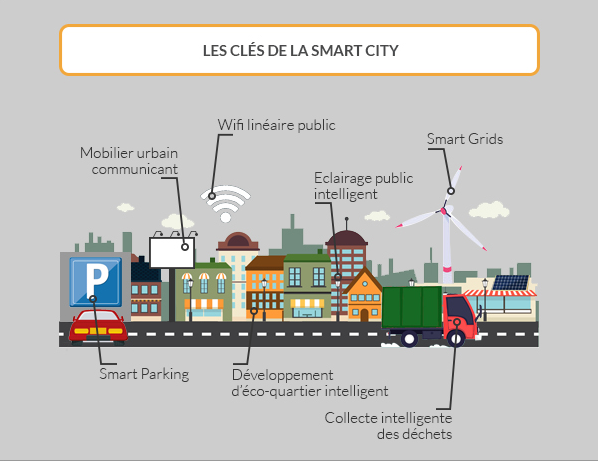 LES CLÉS DE LA SMART CITY
Wifi linéaire public
Mobilier urbain
communicant
Smart Grids
Eclairage public
intelligent
P
Smart Parking
Développement
d'éco-quartier intelligent
Collecte intelligente
des déchets